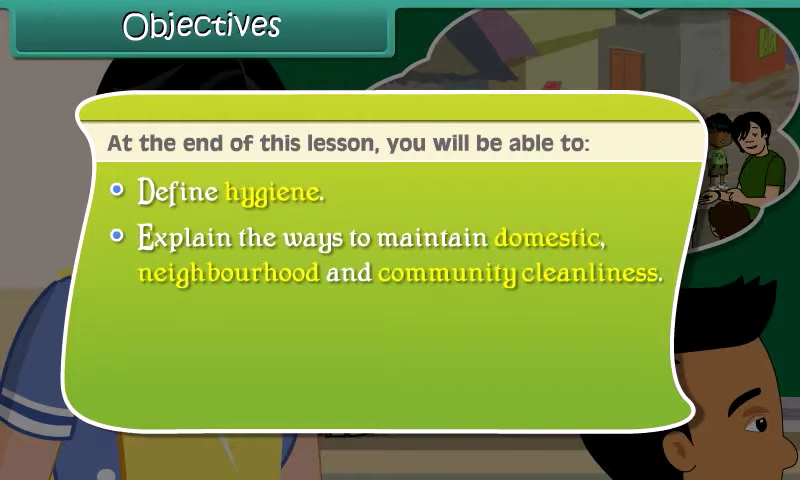 Objectives
At the end of this lesson, you will be able to:
Define hygiene.
Explain the ways to maintain domestic,
neighbourhood and community cleanliness.